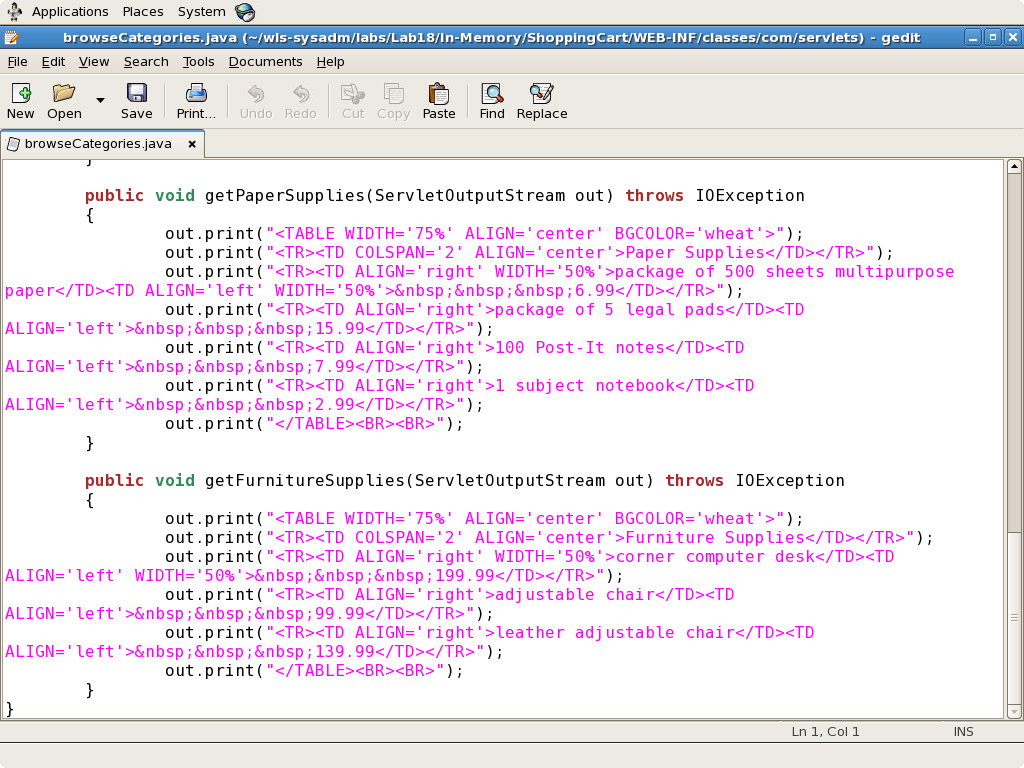 Applications Places System
browseCategories.java (~/wls-sysadm/labs/Lab18/In-Memory/ShoppingCart/WEB-INF/classes/com/servlets) - gedit
File Edit View Search Tools Documents Help
New Open Save Print... Undo Redo Cut Copy Paste Find Replace
browseCategories.java
}
public void getPaperSupplies(ServletOutputStream out) throws IOException
{
out.print("<TABLE WIDTH='75%' ALIGN='center' BGCOLOR='wheat'>");
out.print("<TR><TD COLSPAN='2' ALIGN='center'>Paper Supplies</TD></TR>");
out.print("<TR><TD ALIGN='right' WIDTH='50%'>package of 500 sheets multipurpose
paper</TD><TD ALIGN='left' WIDTH='50%'>&nbsp;&nbsp;&nbsp;6.99</TD></TR>");
out.print("<TR><TD ALIGN='right'>package of 5 legal pads</TD><TD
ALIGN='left'>&nbsp;&nbsp;&nbsp;15.99</TD></TR>");
out.print("<TR><TD ALIGN='right'>100 Post-It notes</TD><TD
ALIGN='left'>&nbsp;&nbsp;&nbsp;7.99</TD></TR>");
out.print("<TR><TD ALIGN='right'>1 subject notebook</TD><TD
ALIGN='left'>&nbsp;&nbsp;&nbsp;2.99</TD></TR>");
out.print("</TABLE><BR><BR>");
}
public void getFurnitureSupplies(ServletOutputStream out) throws IOException
{
out.print("<TABLE WIDTH='75%' ALIGN='center' BGCOLOR='wheat'>");
out.print("<TR><TD COLSPAN='2' ALIGN='center'>Furniture Supplies</TD></TR>");
out.print("<TR><TD ALIGN='right' WIDTH='50%'>corner computer desk</TD><TD
ALIGN='left' WIDTH='50%'>&nbsp;&nbsp;&nbsp;199.99</TD></TR>");
out.print("<TR><TD ALIGN='right'>adjustable chair</TD><TD
ALIGN='left'>&nbsp;&nbsp;&nbsp;99.99</TD></TR>");
out.print("<TR><TD ALIGN='right'>leather adjustable chair</TD><TD
ALIGN='left'>&nbsp;&nbsp;&nbsp;139.99</TD></TR>");
out.print("</TABLE><BR><BR>");
}
}
Ln 1, Col 1 INS